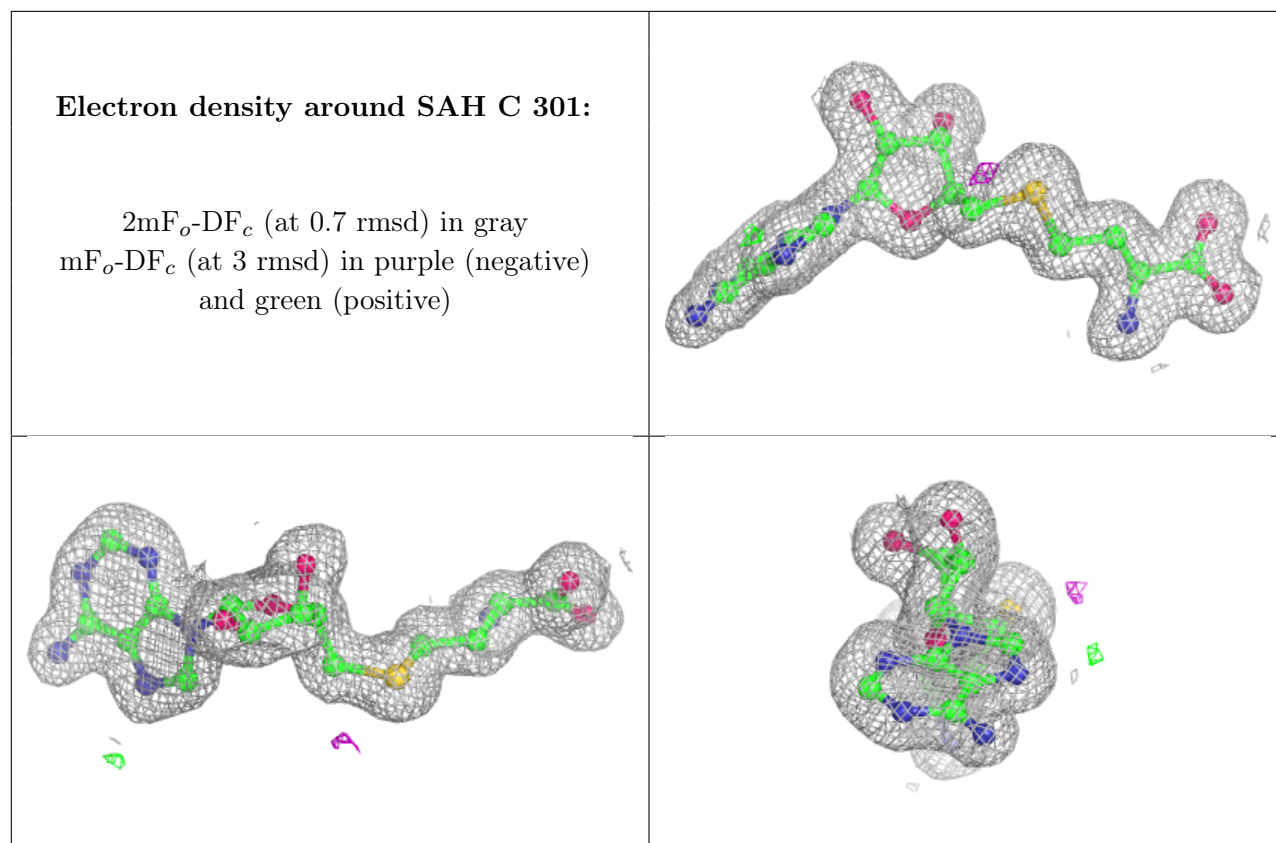 Electron density around SAH C 301:
2mFo-DFc (at 0.7 rmsd) in gray
mFo-DFc (at 3 rmsd) in purple (negative)
and green (positive)